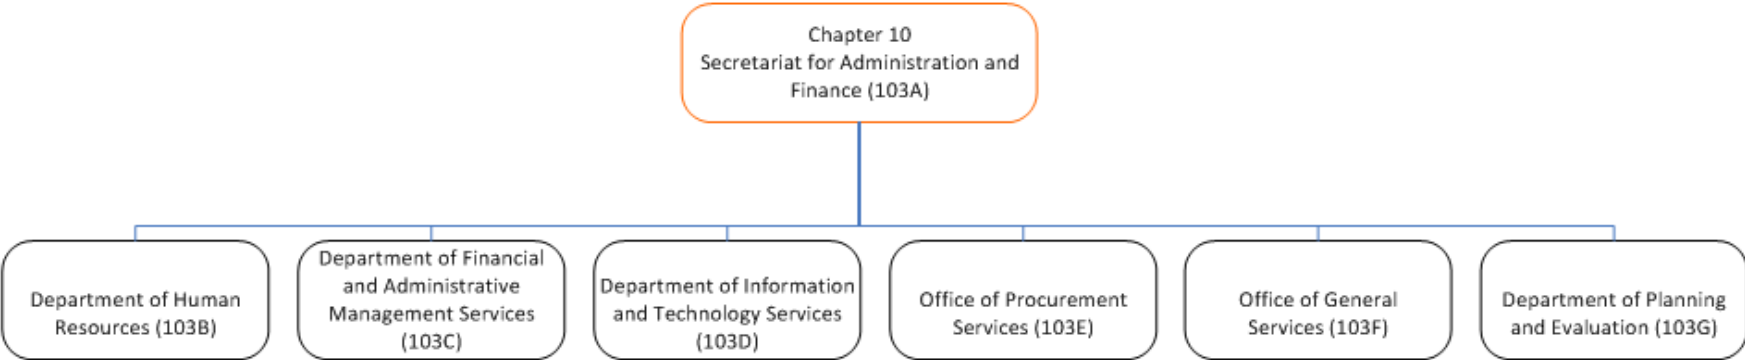 Chapter 10
Secretariat for Administration and
Finance (103A)
Department of Human
Resources (103B)
Department of Financial
and Administrative
Management Services
(103C)
Department of Information
and Technology Services
(103D)
Office of Procurement
Services (103E)
Office of General
Services (103F)
Department of Planning
and Evaluation (103G)